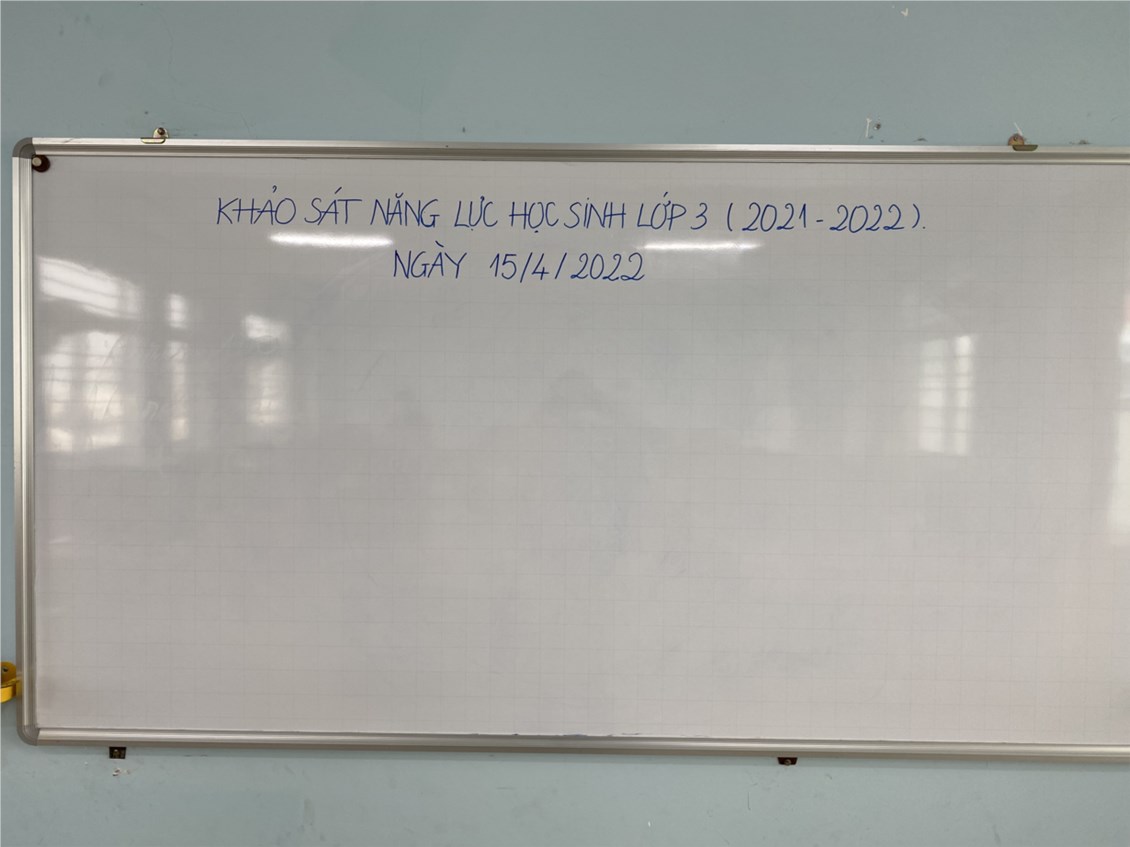 KHẢO SÁT NĂNG LỰC HỌC SINH LỚP 3 (2021-2022).
NGÀY 15/4/2022